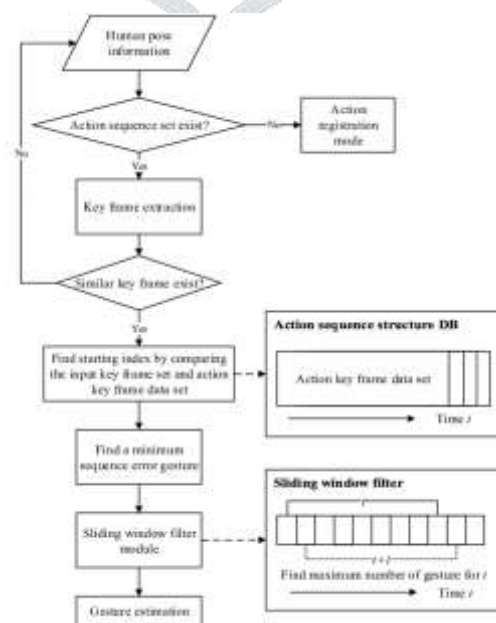 Human pose
information
Action sequence set exist?
No
Action
registration
mode
No
Yes
Key frame extraction
Similar key frame exist?
Yes
Find starting index by comparing
the input key frame set and action
key frame data set
Action sequence structure DB
Action key frame data set
Time t
Find a minimum
sequence error gesture
Sliding window filter
module
Sliding window filter
t
t+1
Find maximum number of gesture for t
Time t
Gesture estimation